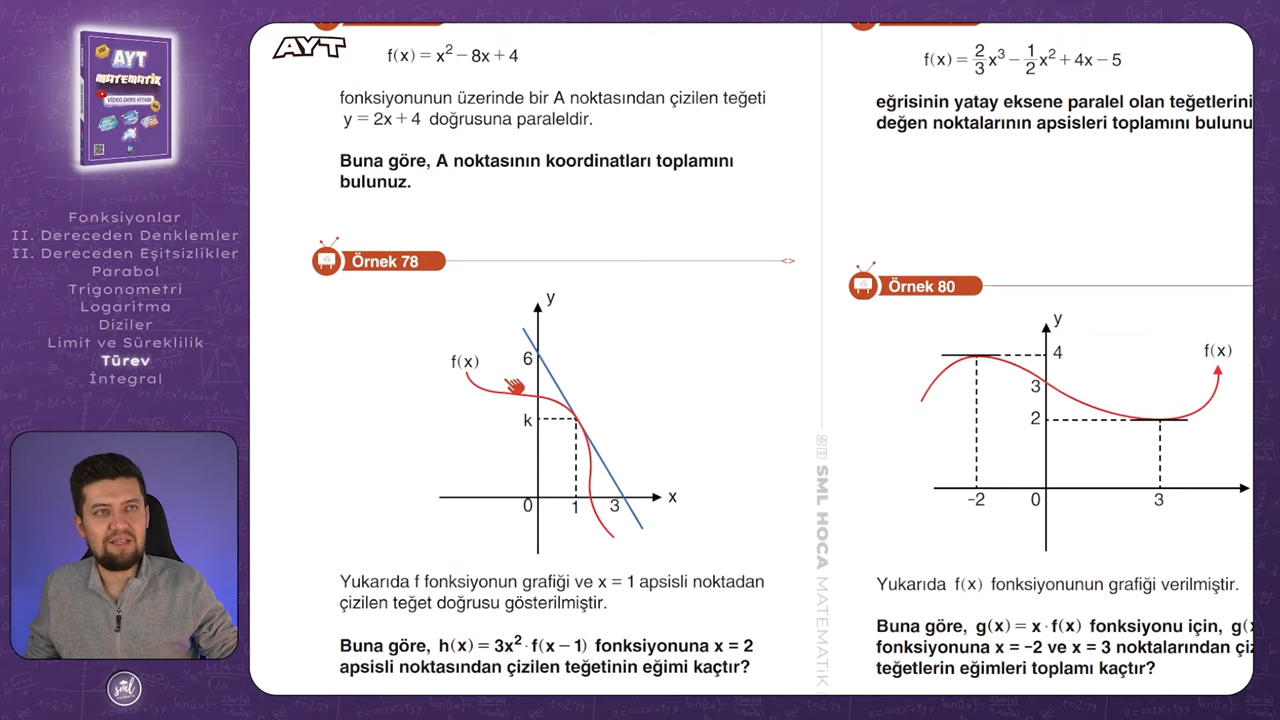 AYT
MATEMATİK
VİDEO DERS KİTABI
Fonksiyonlar
II. Dereceden Denklemler
II. Dereceden Eşitsizlikler
Parabol
Trigonometri
Logaritma
Diziler
Limit ve Süreklilik
Türev
İntegral
sml
AYT
f(x) = x² − 8x + 4
fonksiyonunun üzerinde bir A noktasından çizilen teğeti
y = 2x + 4 doğrusuna paraleldir.
Buna göre, A noktasının koordinatları toplamını
bulunuz.
Örnek 78
y
6
f(x)
k
0
1
3
x
Yukarıda f fonksiyonun grafiği ve x = 1 apsisli noktadan
çizilen teğet doğrusu gösterilmiştir.
Buna göre, h(x) = 3x² · f(x − 1) fonksiyonuna x = 2
apsisli noktasından çizilen teğetinin eğimi kaçtır?
SML HOCA MATEMATİK
f(x) = 2/3 x³ − 1/2 x² + 4x − 5
eğrisinin yatay eksene paralel olan teğetlerini
değen noktalarının apsisleri toplamını bulunu
Örnek 80
y
4
f(x)
3
2
−2
0
3
Yukarıda f(x) fonksiyonunun grafiği verilmiştir.
Buna göre, g(x) = x · f(x) fonksiyonu için, g(x
fonksiyonuna x = −2 ve x = 3 noktalarından çiz
teğetlerin eğimleri toplamı kaçtır?